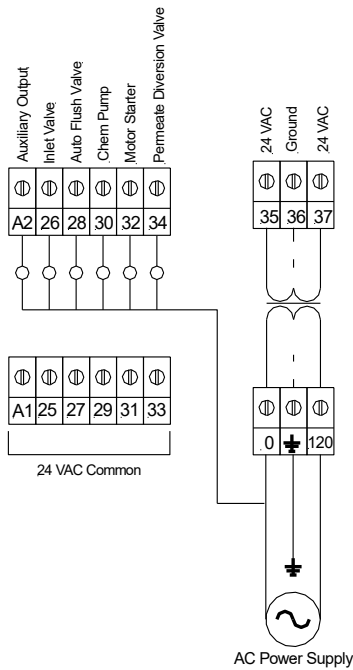 Auxiliary Output
Inlet Valve
Auto Flush Valve
Chem Pump
Motor Starter
Permeate Diversion Valve
24 VAC
Ground
24 VAC
A2 26 28 30 32 34
35 36 37
A1 25 27 29 31 33
0 120
24 VAC Common
AC Power Supply